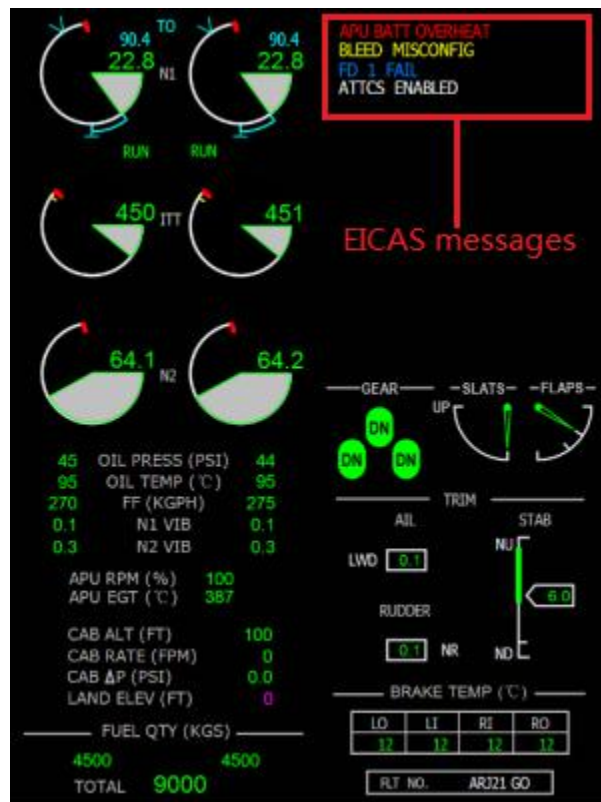 TO
90.4 90.4
22.8 N1 22.8
RUN RUN
450 ITT 451
64.1 N2 64.2
45 OIL PRESS (PSI) 44
95 OIL TEMP (℃) 95
270 FF (KGPH) 275
0.1 N1 VIB 0.1
0.3 N2 VIB 0.3
APU RPM (%) 100
APU EGT (℃) 387
CAB ALT (FT) 100
CAB RATE (FPM) 0
CAB ΔP (PSI) 0.0
LAND ELEV (FT) 0
FUEL QTY (KGS)
4500 4500
TOTAL 9000
APU BATT OVERHEAT
BLEED MISCONFIG
FD 1 FAIL
ATTCS ENABLED
EICAS messages
GEAR SLATS FLAPS
UP
DN
DN DN
TRIM
AIL STAB
NU
LWD 0.1
6.0
RUDDER
0.1 NR ND
BRAKE TEMP (℃)
LO LI RI RO
12 12 12 12
FLT NO. ARJ21 GO